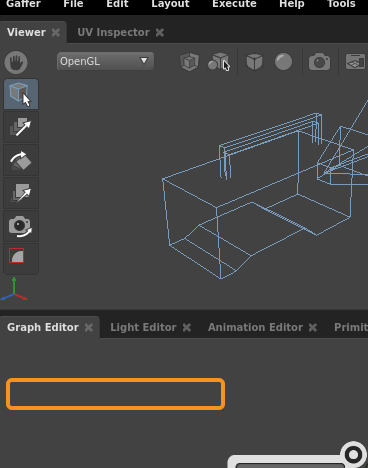 Gaffer File Edit Layout Execute Help Tools
Viewer UV Inspector
OpenGL
Graph Editor Light Editor Animation Editor Primit